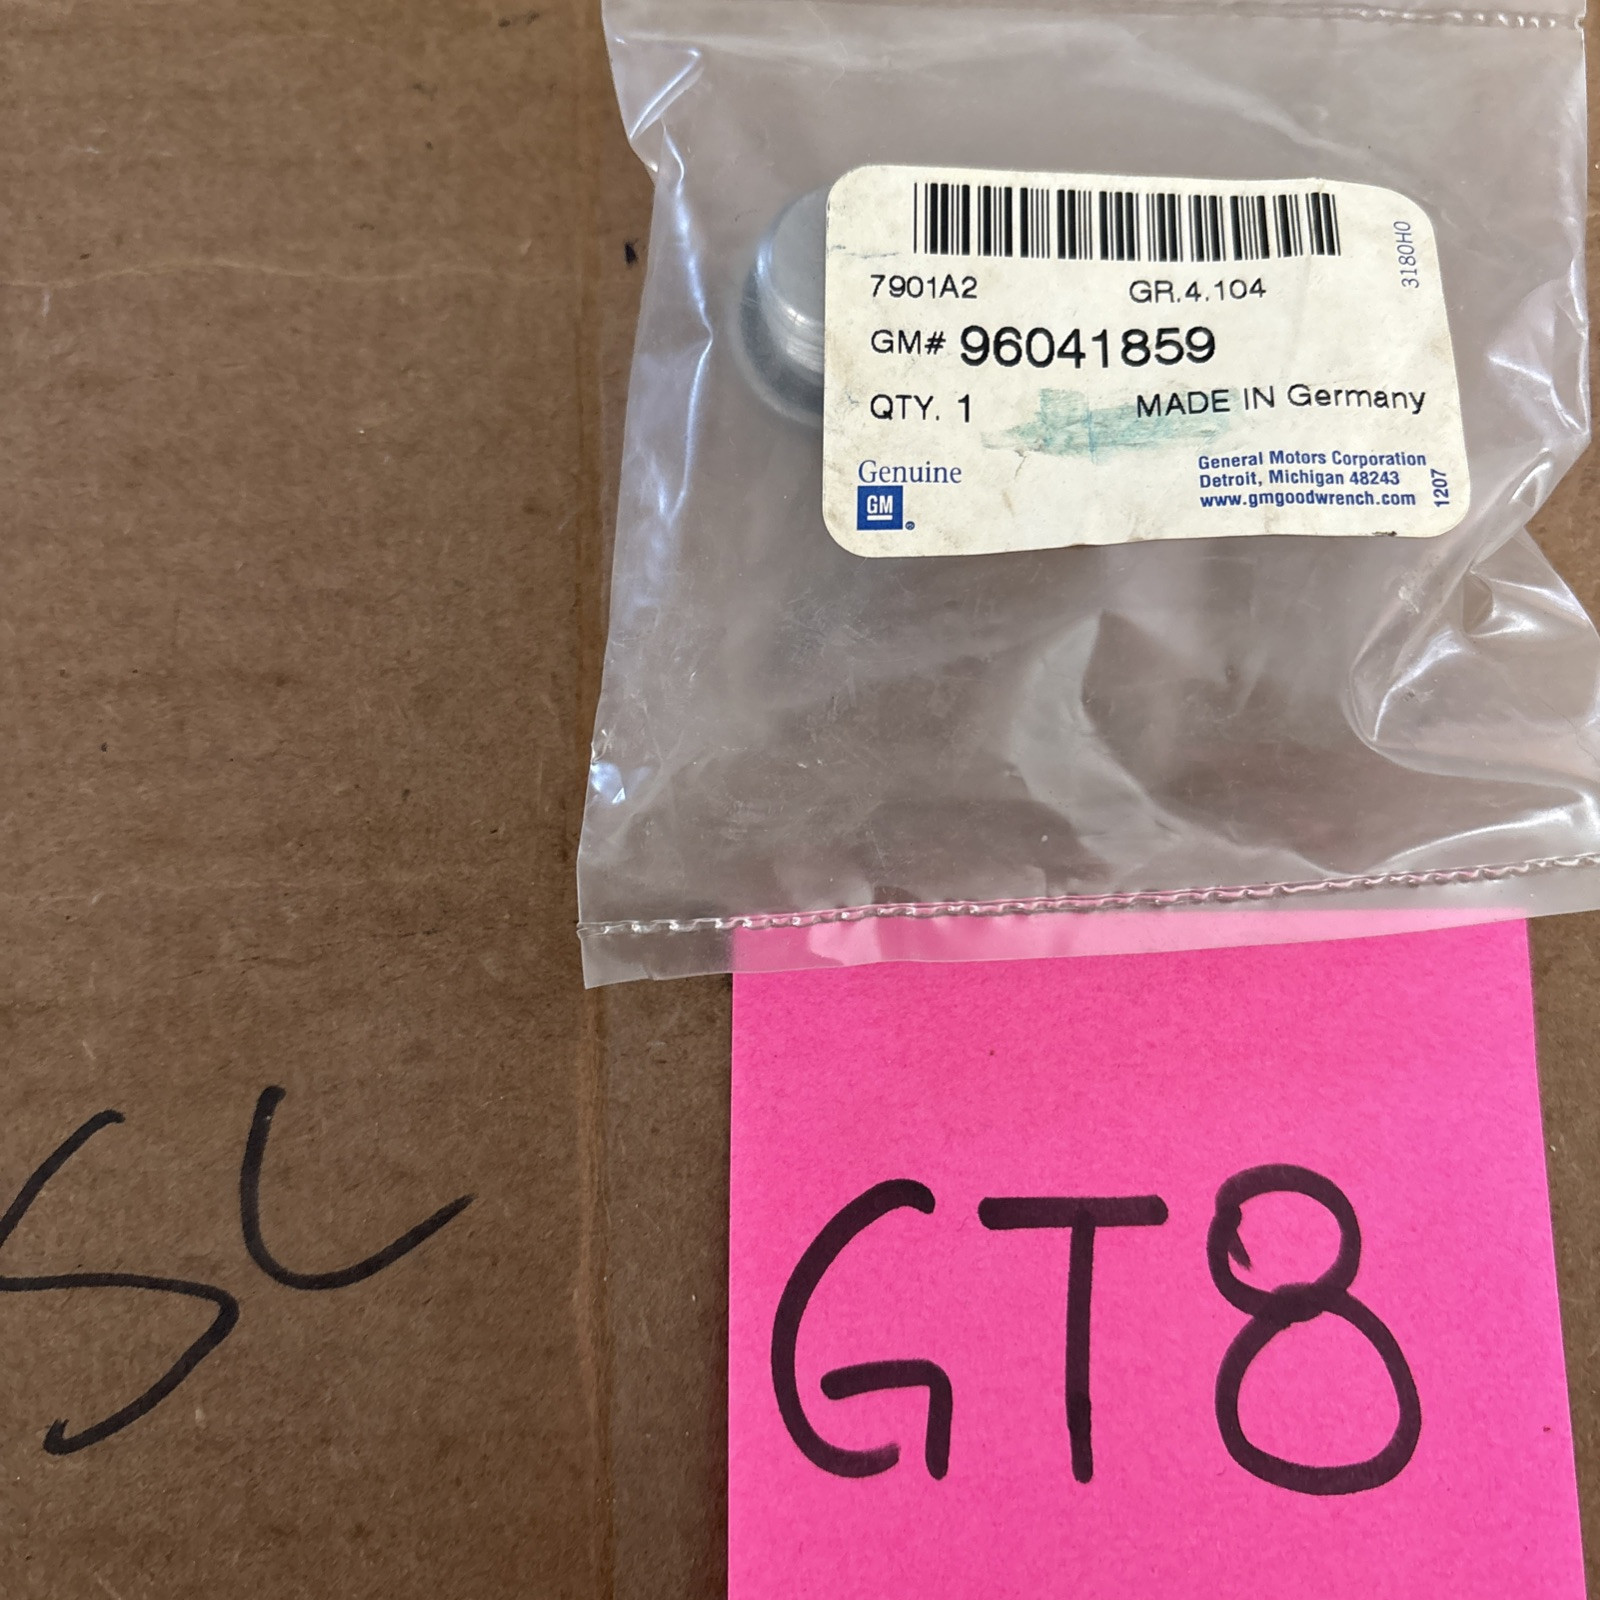 3180H0
7901A2 GR.4.104
GM# 96041859
QTY. 1 MADE IN Germany
Genuine
GM
General Motors Corporation
Detroit, Michigan 48243
www.gmgoodwrench.com
1207
SL
GT8